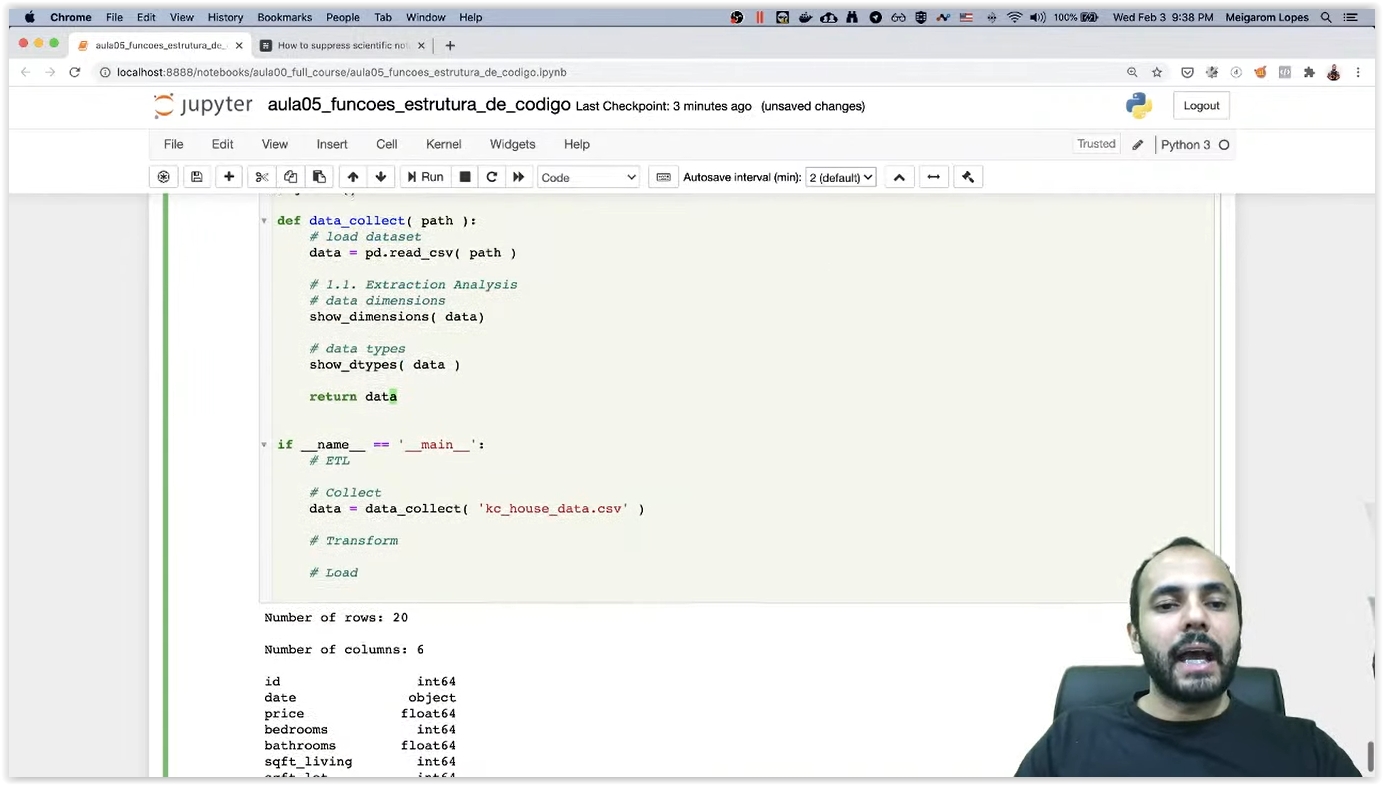 Chrome File Edit View History Bookmarks People Tab Window Help 100% Wed Feb 3 9:38 PM Meigarom Lopes
aula05_funcoes_estrutura_de_ How to suppress scientific not
localhost:8888/notebooks/aula00_full_course/aula05_funcoes_estrutura_de_codigo.ipynb
jupyter aula05_funcoes_estrutura_de_codigo Last Checkpoint: 3 minutes ago (unsaved changes) Logout
File Edit View Insert Cell Kernel Widgets Help Trusted Python 3
Run Code Autosave interval (min): 2 (default)
def data_collect( path ):
# load dataset
data = pd.read_csv( path )
# 1.1. Extraction Analysis
# data dimensions
show_dimensions( data)
# data types
show_dtypes( data )
return data
if __name__ == '__main__':
# ETL
# Collect
data = data_collect( 'kc_house_data.csv' )
# Transform
# Load
Number of rows: 20
Number of columns: 6
id int64
date object
price float64
bedrooms int64
bathrooms float64
sqft_living int64